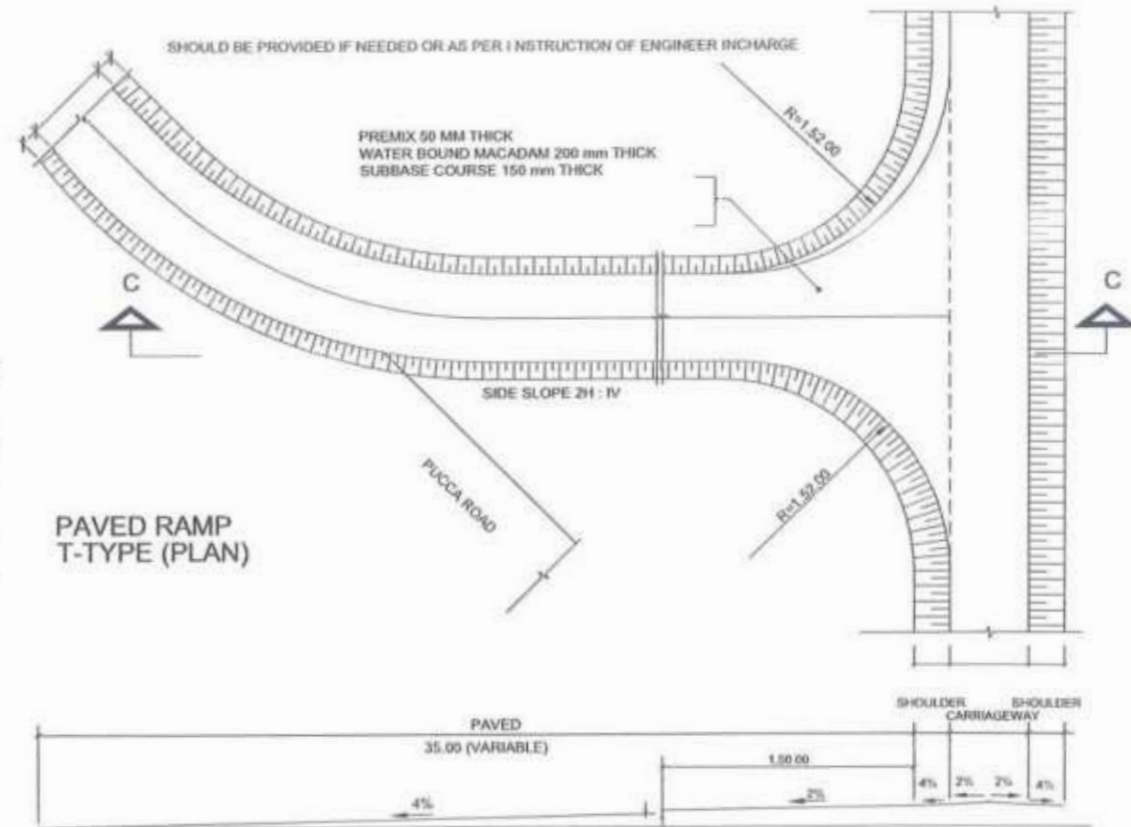 SHOULD BE PROVIDED IF NEEDED OR AS PER I NSTRUCTION OF ENGINEER INCHARGE
R=1.52.00
PREMIX 50 MM THICK
WATER BOUND MACADAM 200 mm THICK
SUBBASE COURSE 150 mm THICK
C
C
SIDE SLOPE 2H : IV
PUCCA ROAD
R=1.52.00
PAVED RAMP
T-TYPE (PLAN)
SHOULDER SHOULDER
CARRIAGEWAY
PAVED
35.00 (VARIABLE)
1.50.00
4% 2% 2% 4%
2%
4%